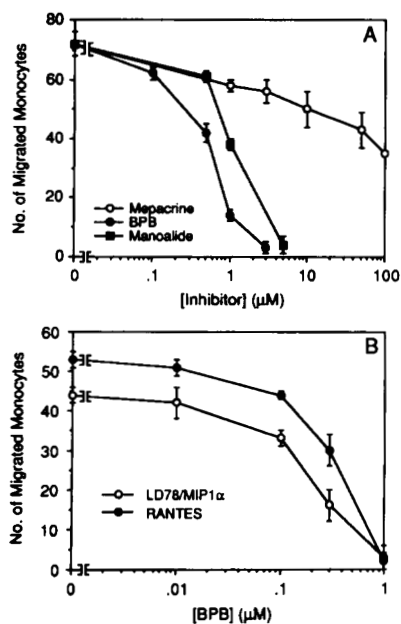 A
No. of Migrated Monocytes
80
60
40
20
0
Mepacrine
BPB
Manoalide
0
.1
1
10
100
[Inhibitor] (µM)
B
No. of Migrated Monocytes
60
50
40
30
20
10
0
LD78/MIP1α
RANTES
0
.01
.1
1
[BPB] (µM)